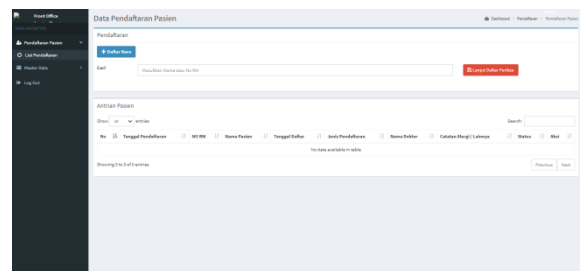 Front Office
Data Pendaftaran Pasien
Dashboard > Pendaftaran > Pendaftaran Pasien
Pendaftaran Pasien
List Pendaftaran
Master Data
Log Out
Pendaftaran
+ Daftar Baru
Cari
Masukkan Nama atau No RM
Lanjut Daftar Periksa
Antrian Pasien
Show 10 entries
Search:
No Tanggal Pendaftaran NO RM Nama Pasien Tanggal Daftar Jenis Pendaftaran Nama Dokter Catatan Alergi | Lainnya Status Aksi
No data available in table
Showing 0 to 0 of 0 entries
Previous Next